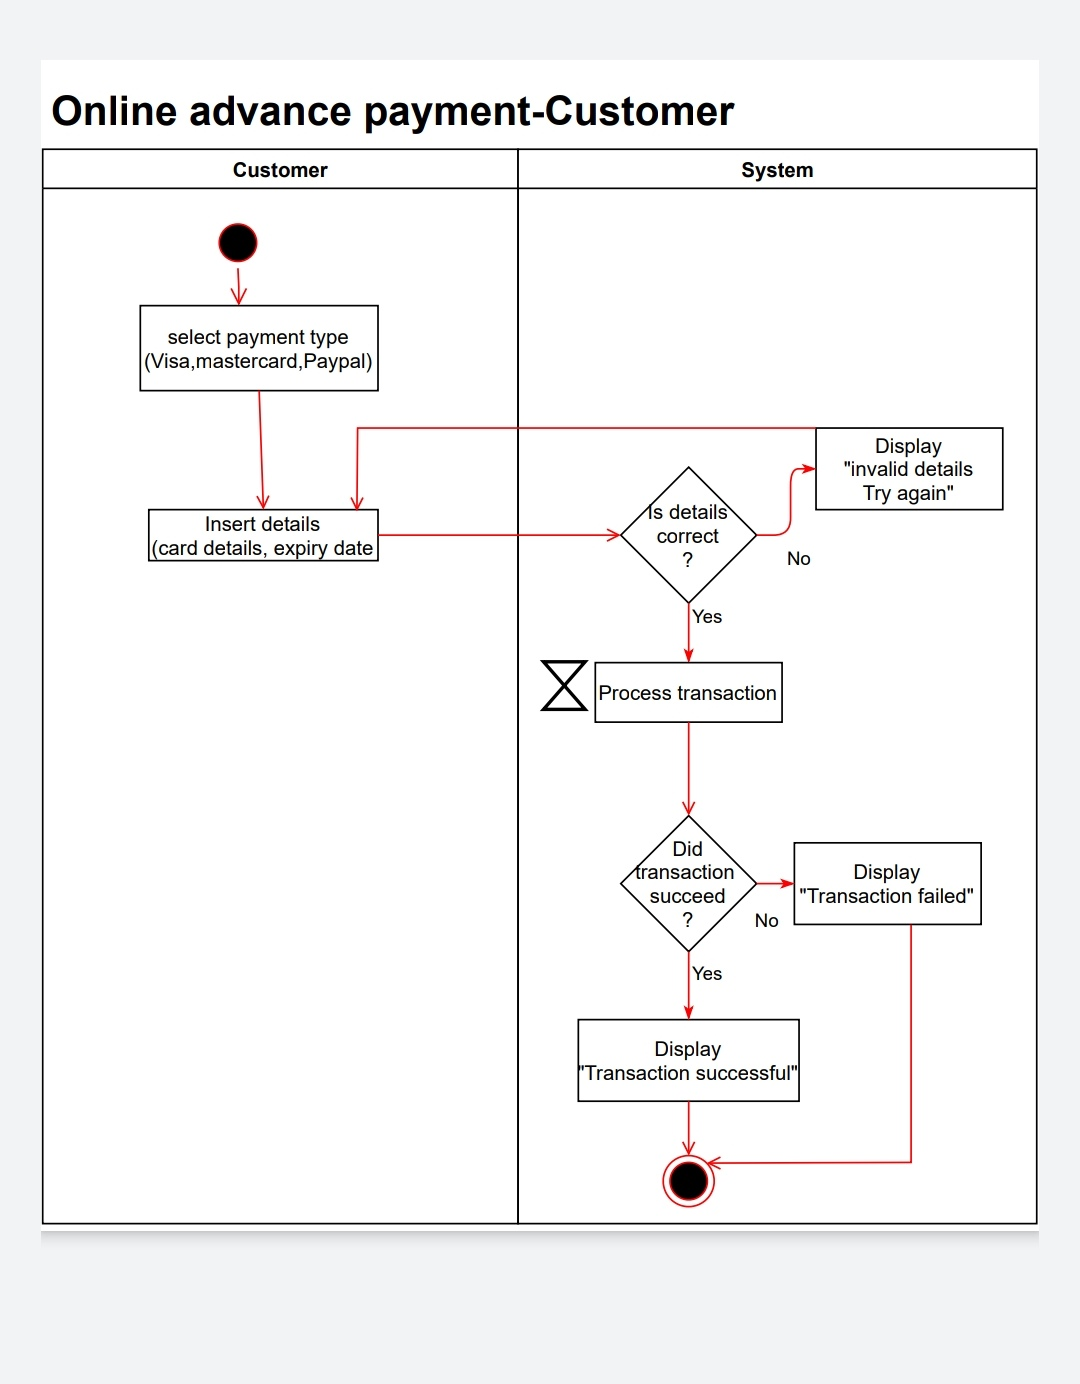 Online advance payment-Customer
Customer
System
select payment type
(Visa,mastercard,Paypal)
Display
"invalid details
Try again"
Insert details
(card details, expiry date
Is details
correct
?
No
Yes
Process transaction
Did
transaction
succeed
?
No
Display
"Transaction failed"
Yes
Display
"Transaction successful"